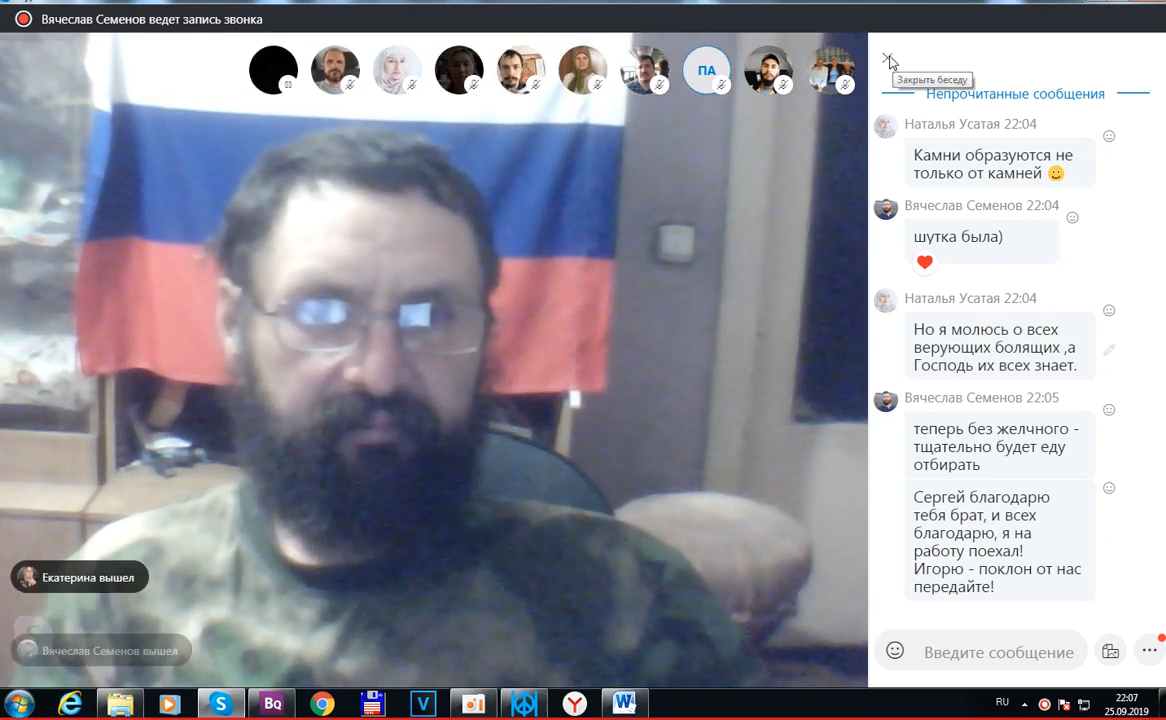 Вячеслав Семенов ведет запись звонка
ПА
Закрыть беседу
Непрочитанные сообщения
Наталья Усатая 22:04
Камни образуются не
только от камней
Вячеслав Семенов 22:04
шутка была)
Наталья Усатая 22:04
Но я молюсь о всех
верующих болящих ,а
Господь их всех знает.
Вячеслав Семенов 22:05
теперь без желчного -
тщательно будет еду
отбирать
Сергей благодарю
тебя брат, и всех
благодарю, я на
работу поехал!
Игорю - поклон от нас
передайте!
Екатерина вышел
Вячеслав Семенов вышел
Введите сообщение
Bq
V
RU
22:07
25.09.2019